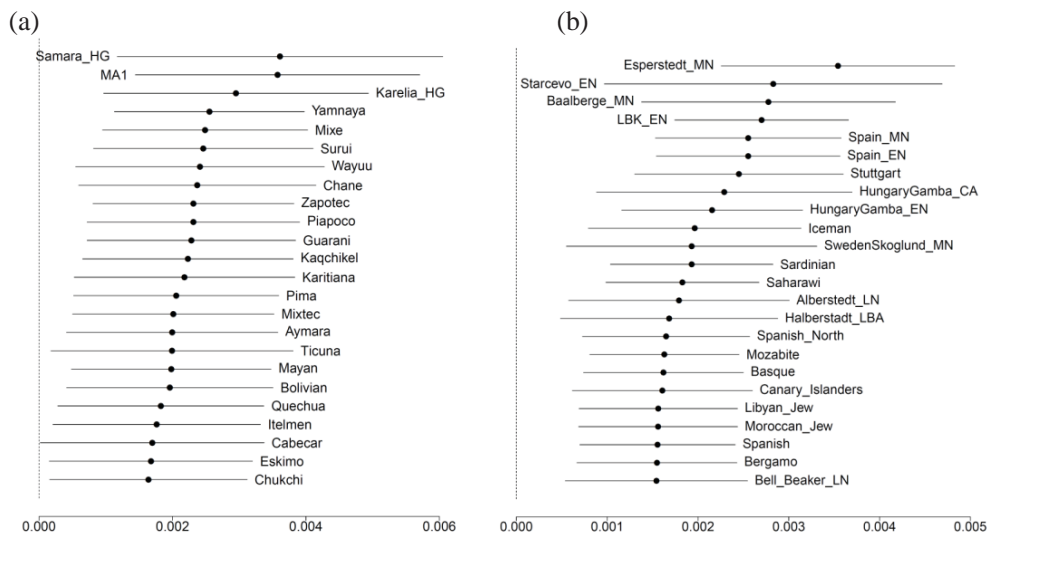 (a)
Samara_HG
MA1
Karelia_HG
Yamnaya
Mixe
Surui
Wayuu
Chane
Zapotec
Piapoco
Guarani
Kaqchikel
Karitiana
Pima
Mixtec
Aymara
Ticuna
Mayan
Bolivian
Quechua
Itelmen
Cabecar
Eskimo
Chukchi
0.000 0.002 0.004 0.006
(b)
Esperstedt_MN
Starcevo_EN
Baalberge_MN
LBK_EN
Spain_MN
Spain_EN
Stuttgart
HungaryGamba_CA
HungaryGamba_EN
Iceman
SwedenSkoglund_MN
Sardinian
Saharawi
Alberstedt_LN
Halberstadt_LBA
Spanish_North
Mozabite
Basque
Canary_Islanders
Libyan_Jew
Moroccan_Jew
Spanish
Bergamo
Bell_Beaker_LN
0.000 0.001 0.002 0.003 0.004 0.005